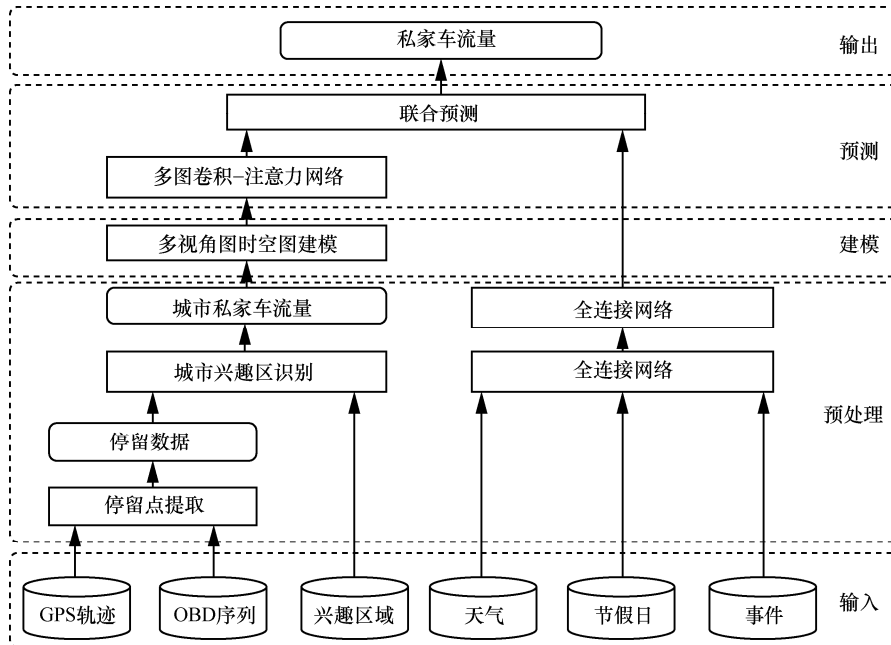 私家车流量
输出
联合预测
预测
多图卷积-注意力网络
多视角图时空图建模
建模
城市私家车流量
全连接网络
城市兴趣区识别
全连接网络
预处理
停留数据
停留点提取
GPS轨迹
OBD序列
兴趣区域
天气
节假日
事件
输入